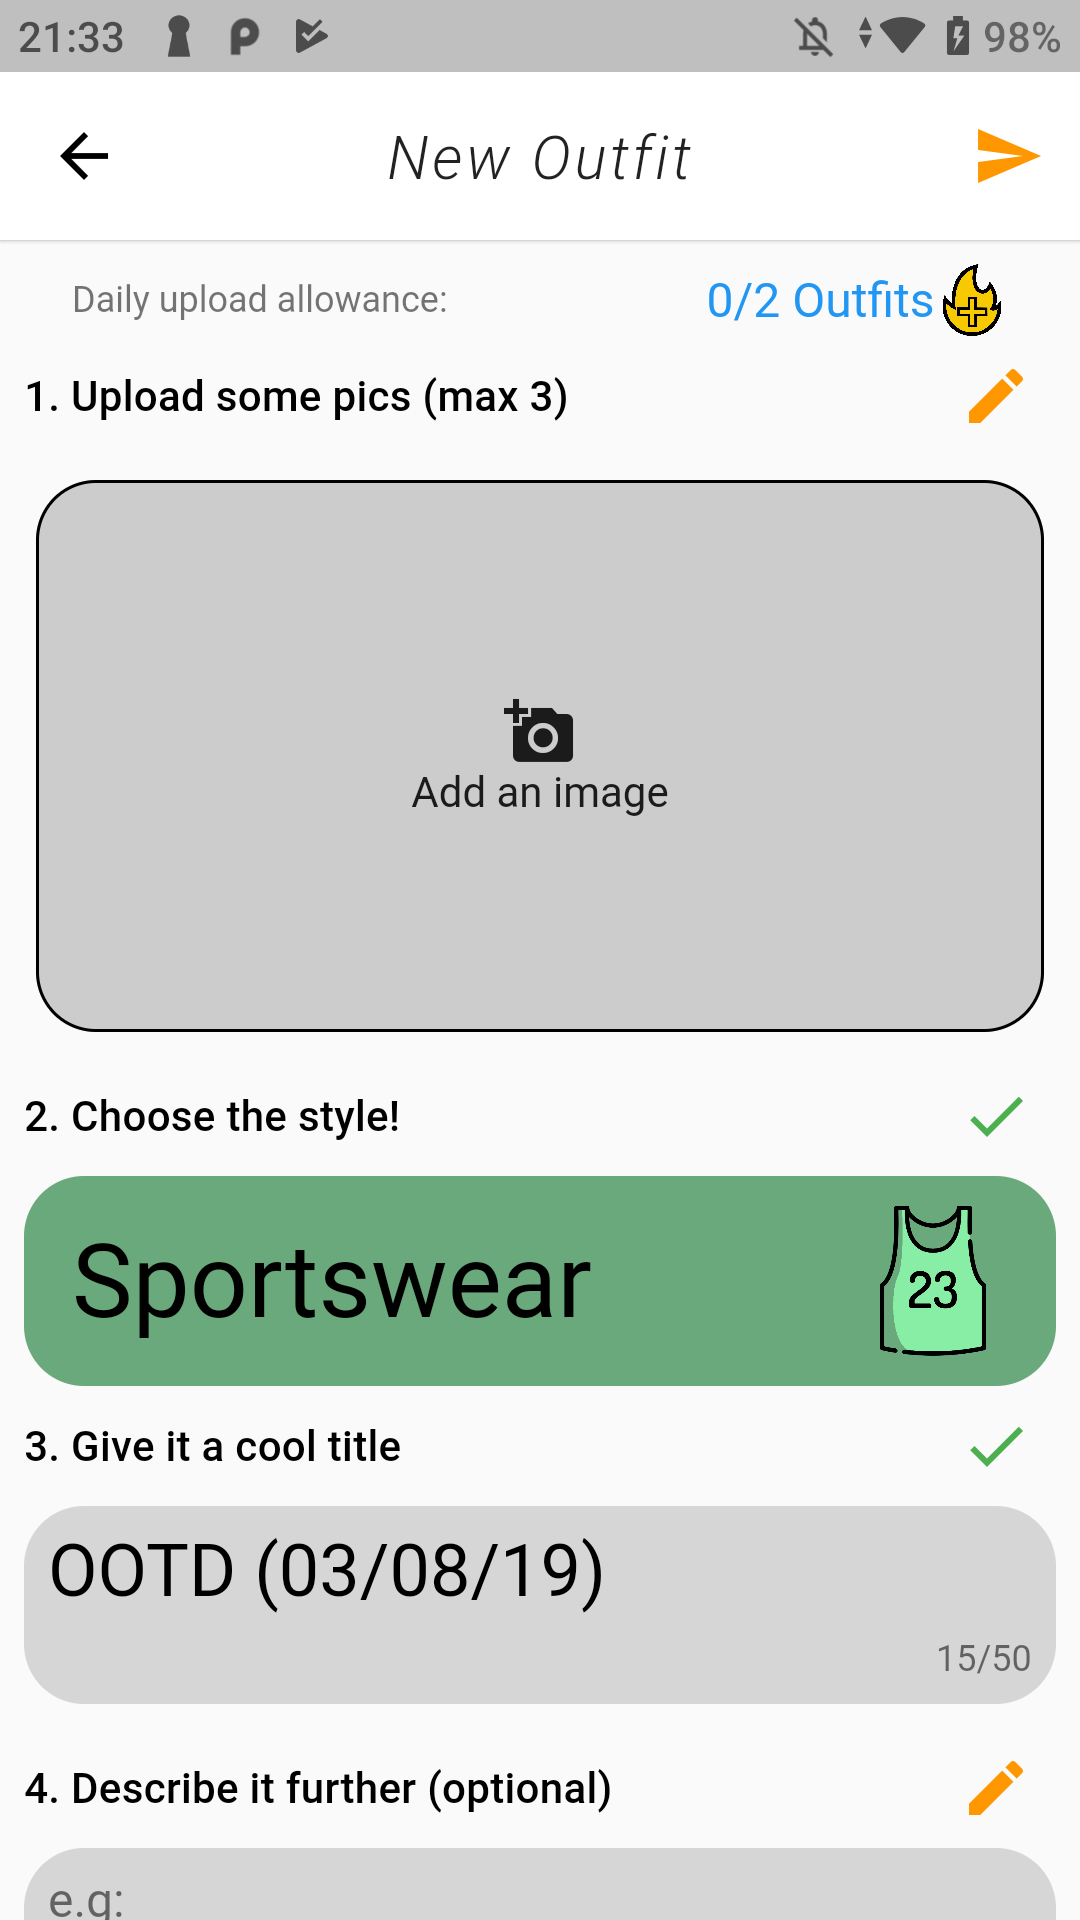 21:33
98%
New Outfit
Daily upload allowance:
0/2 Outfits
1. Upload some pics (max 3)
Add an image
2. Choose the style!
Sportswear
23
3. Give it a cool title
OOTD (03/08/19)
15/50
4. Describe it further (optional)
e.g: